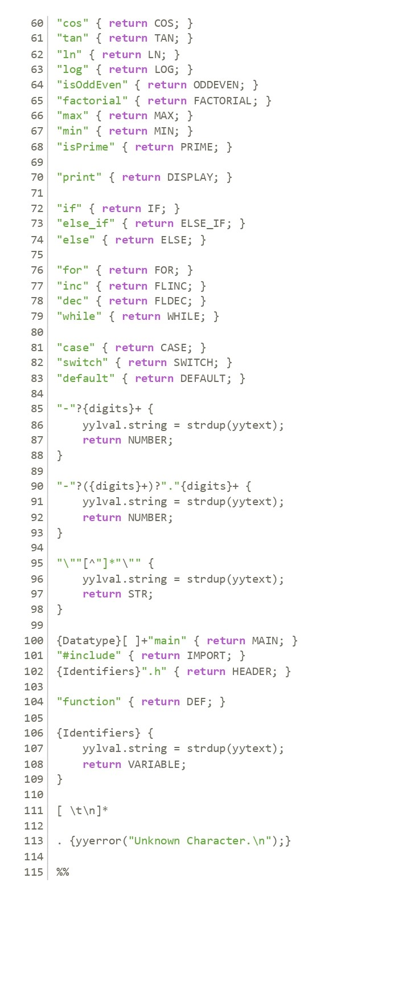 60 "cos" { return COS; }
61 "tan" { return TAN; }
62 "ln" { return LN; }
63 "log" { return LOG; }
64 "isOddEven" { return ODDEVEN; }
65 "factorial" { return FACTORIAL; }
66 "max" { return MAX; }
67 "min" { return MIN; }
68 "isPrime" { return PRIME; }
69
70 "print" { return DISPLAY; }
71
72 "if" { return IF; }
73 "else_if" { return ELSE_IF; }
74 "else" { return ELSE; }
75
76 "for" { return FOR; }
77 "inc" { return FLINC; }
78 "dec" { return FLDEC; }
79 "while" { return WHILE; }
80
81 "case" { return CASE; }
82 "switch" { return SWITCH; }
83 "default" { return DEFAULT; }
84
85 "-"?{digits}+ {
86     yylval.string = strdup(yytext);
87     return NUMBER;
88 }
89
90 "-"?({digits}+)?"."{digits}+ {
91     yylval.string = strdup(yytext);
92     return NUMBER;
93 }
94
95 "\""[^"]*"\"" {
96     yylval.string = strdup(yytext);
97     return STR;
98 }
99
100 {Datatype}[ ]+"main" { return MAIN; }
101 "#include" { return IMPORT; }
102 {Identifiers}".h" { return HEADER; }
103
104 "function" { return DEF; }
105
106 {Identifiers} {
107     yylval.string = strdup(yytext);
108     return VARIABLE;
109 }
110
111 [ \t\n]*
112
113 . {yyerror("Unknown Character.\n");}
114
115 %%